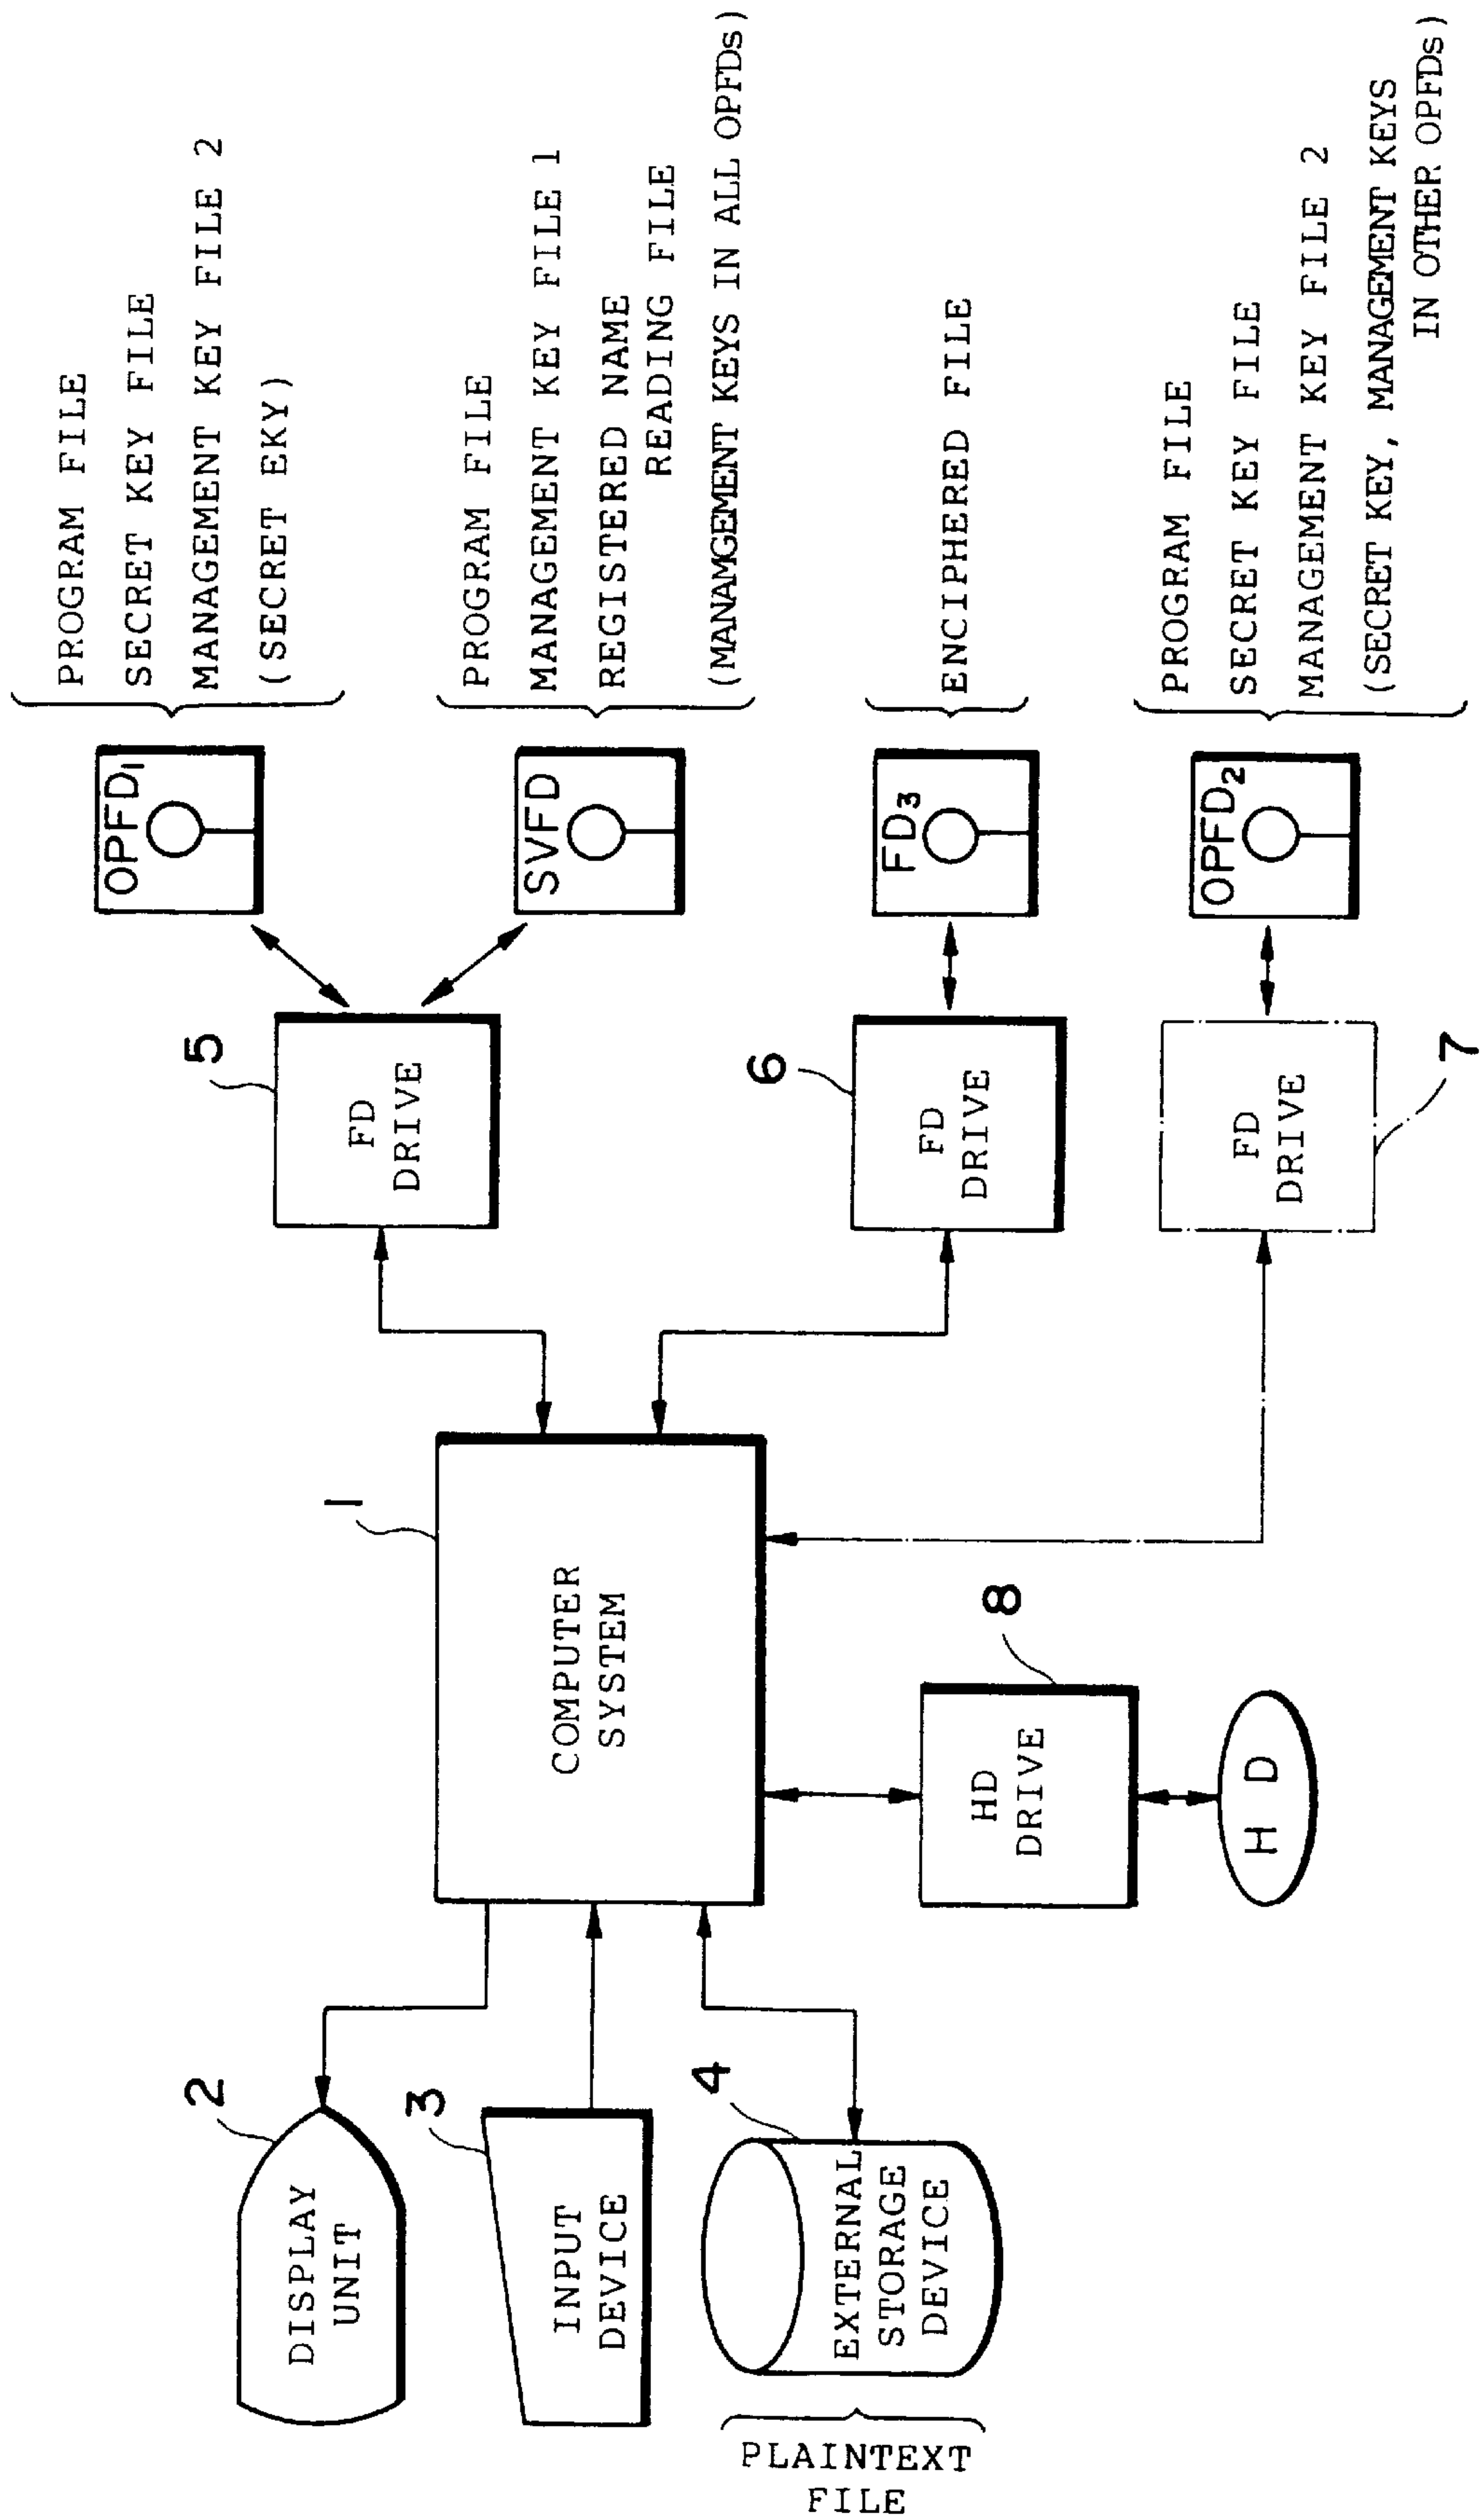 1
COMPUTER
SYSTEM
2
DISPLAY
UNIT
3
INPUT
DEVICE
4
EXTERNAL
STORAGE
DEVICE
PLAINTEXT
FILE
5
FD
DRIVE
6
FD
DRIVE
7
FD
DRIVE
8
HD
DRIVE
H D
OPFD1
PROGRAM FILE
SECRET KEY FILE
MANAGEMENT KEY FILE 2
(SECRET EKY)
SVFD
PROGRAM FILE
MANAGEMENT KEY FILE 1
REGISTERED NAME
READING FILE
(MANAMGEMENT KEYS IN ALL OPFDs)
FD3
ENCIPHERED FILE
OPFD2
PROGRAM FILE
SECRET KEY FILE
MANAGEMENT KEY FILE 2
(SECRET KEY, MANAGEMENT KEYS
IN OTHER OPFDs)